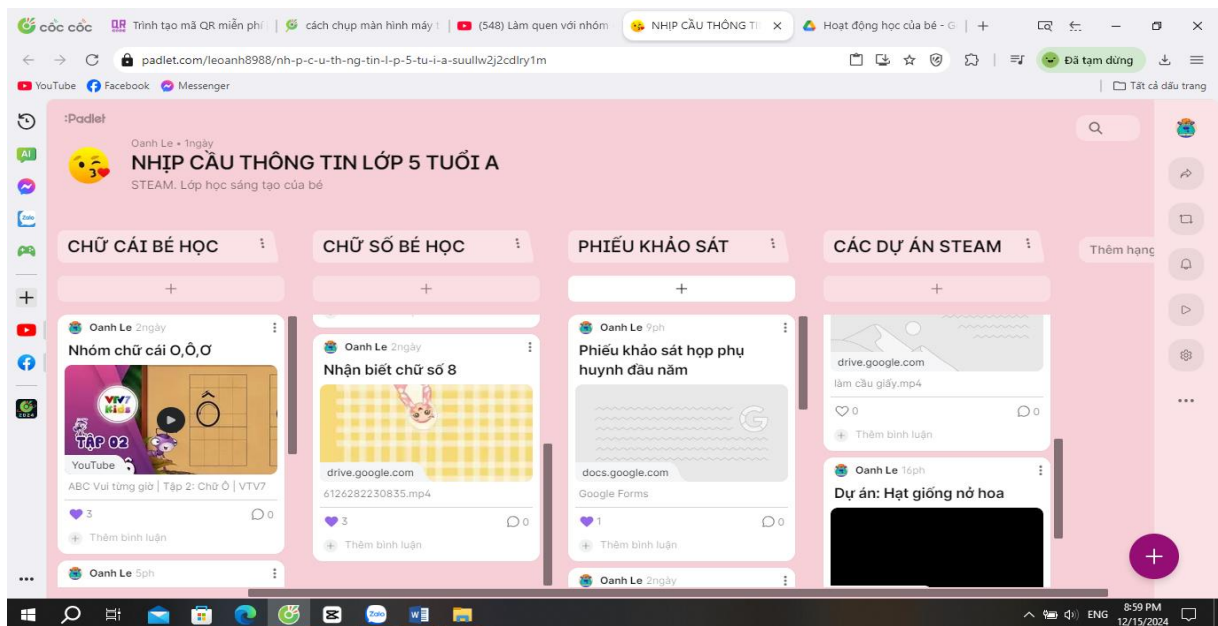 cốc cốc
QR Trình tạo mã QR miễn phí
cách chụp màn hình máy t
(548) Làm quen với nhóm
NHỊP CẦU THÔNG TI
Hoạt động học của bé - G
padlet.com/leoanh8988/nh-p-c-u-th-ng-tin-l-p-5-tu-i-a-suullw2j2cdlry1m
Đã tạm dừng
YouTube Facebook Messenger
Tất cả dấu trang
:Padlet
Oanh Le • 1ngày
NHỊP CẦU THÔNG TIN LỚP 5 TUỔI A
STEAM. Lớp học sáng tạo của bé
AI
Zalo
2024
CHỮ CÁI BÉ HỌC
Oanh Le 2ngày
Nhóm chữ cái O,Ô,Ơ
VTV7
Kids
Ô
TẬP 02
YouTube
ABC Vui từng giờ | Tập 2: Chữ Ô | VTV7
3
0
Thêm bình luận
Oanh Le 5ph
CHỮ SỐ BÉ HỌC
Oanh Le 2ngày
Nhận biết chữ số 8
drive.google.com
6126282230835.mp4
3
0
Thêm bình luận
PHIẾU KHẢO SÁT
Oanh Le 9ph
Phiếu khảo sát họp phụ
huynh đầu năm
G
docs.google.com
Google Forms
1
0
Thêm bình luận
Oanh Le 2ngày
CÁC DỰ ÁN STEAM
drive.google.com
làm cầu giấy.mp4
0
0
Thêm bình luận
Oanh Le 16ph
Dự án: Hạt giống nở hoa
Thêm hạng
Zalo
ENG
8:59 PM
12/15/2024